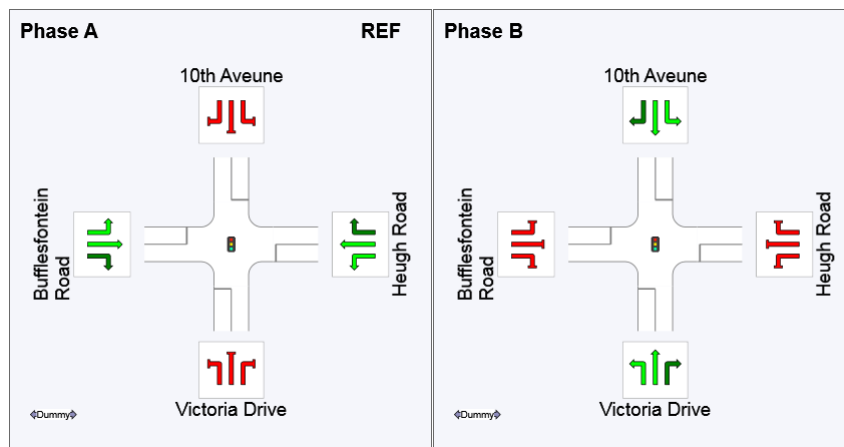 Phase A
REF
10th Aveune
Bufflesfontein
Road
Heugh Road
Victoria Drive
Dummy
Phase B
10th Aveune
Bufflesfontein
Road
Heugh Road
Victoria Drive
Dummy